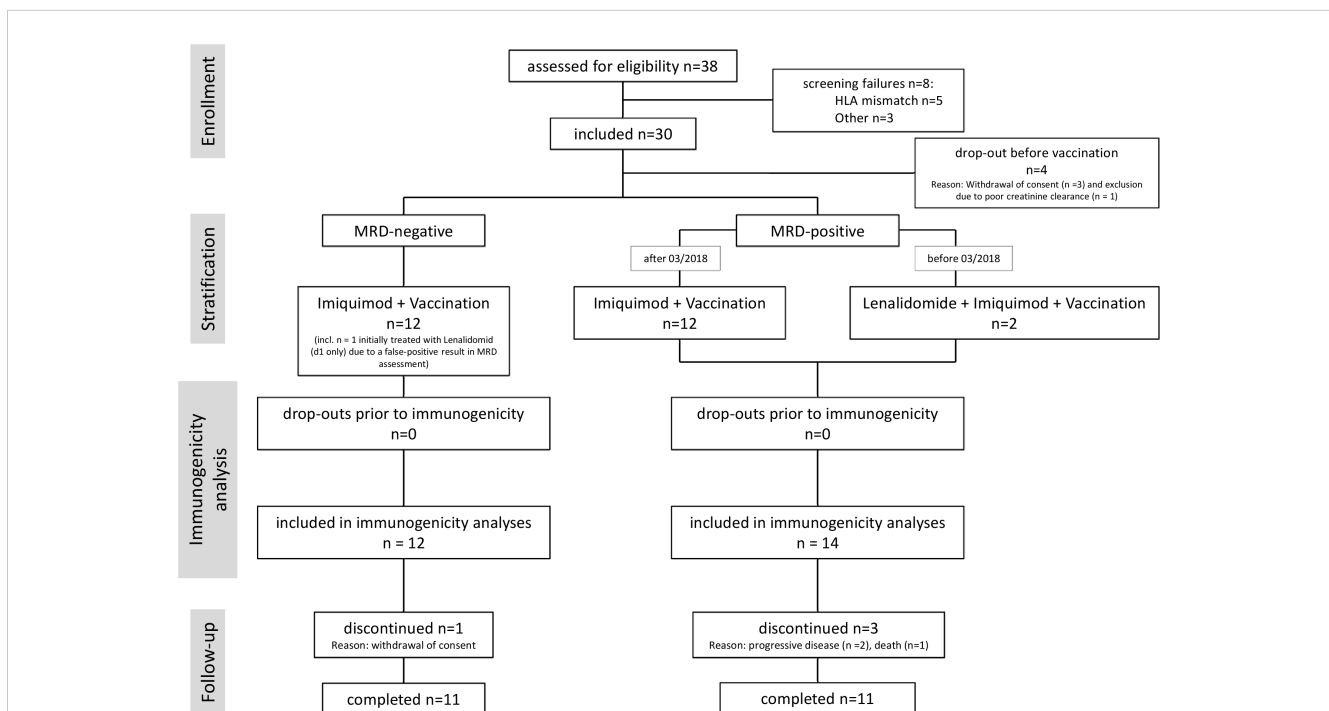 Enrollment
assessed for eligibility n=38
screening failures n=8:
HLA mismatch n=5
Other n=3
included n=30
drop-out before vaccination
n=4
Reason: Withdrawal of consent (n =3) and exclusion
due to poor creatinine clearance (n = 1)
Stratification
MRD-negative
MRD-positive
after 03/2018
before 03/2018
Imiquimod + Vaccination
n=12
(incl. n = 1 initially treated with Lenalidomid
(d1 only) due to a false-positive result in MRD
assessment)
Imiquimod + Vaccination
n=12
Lenalidomide + Imiquimod + Vaccination
n=2
Immunogenicity
analysis
drop-outs prior to immunogenicity
n=0
drop-outs prior to immunogenicity
n=0
included in immunogenicity analyses
n = 12
included in immunogenicity analyses
n = 14
Follow-up
discontinued n=1
Reason: withdrawal of consent
discontinued n=3
Reason: progressive disease (n =2), death (n=1)
completed n=11
completed n=11